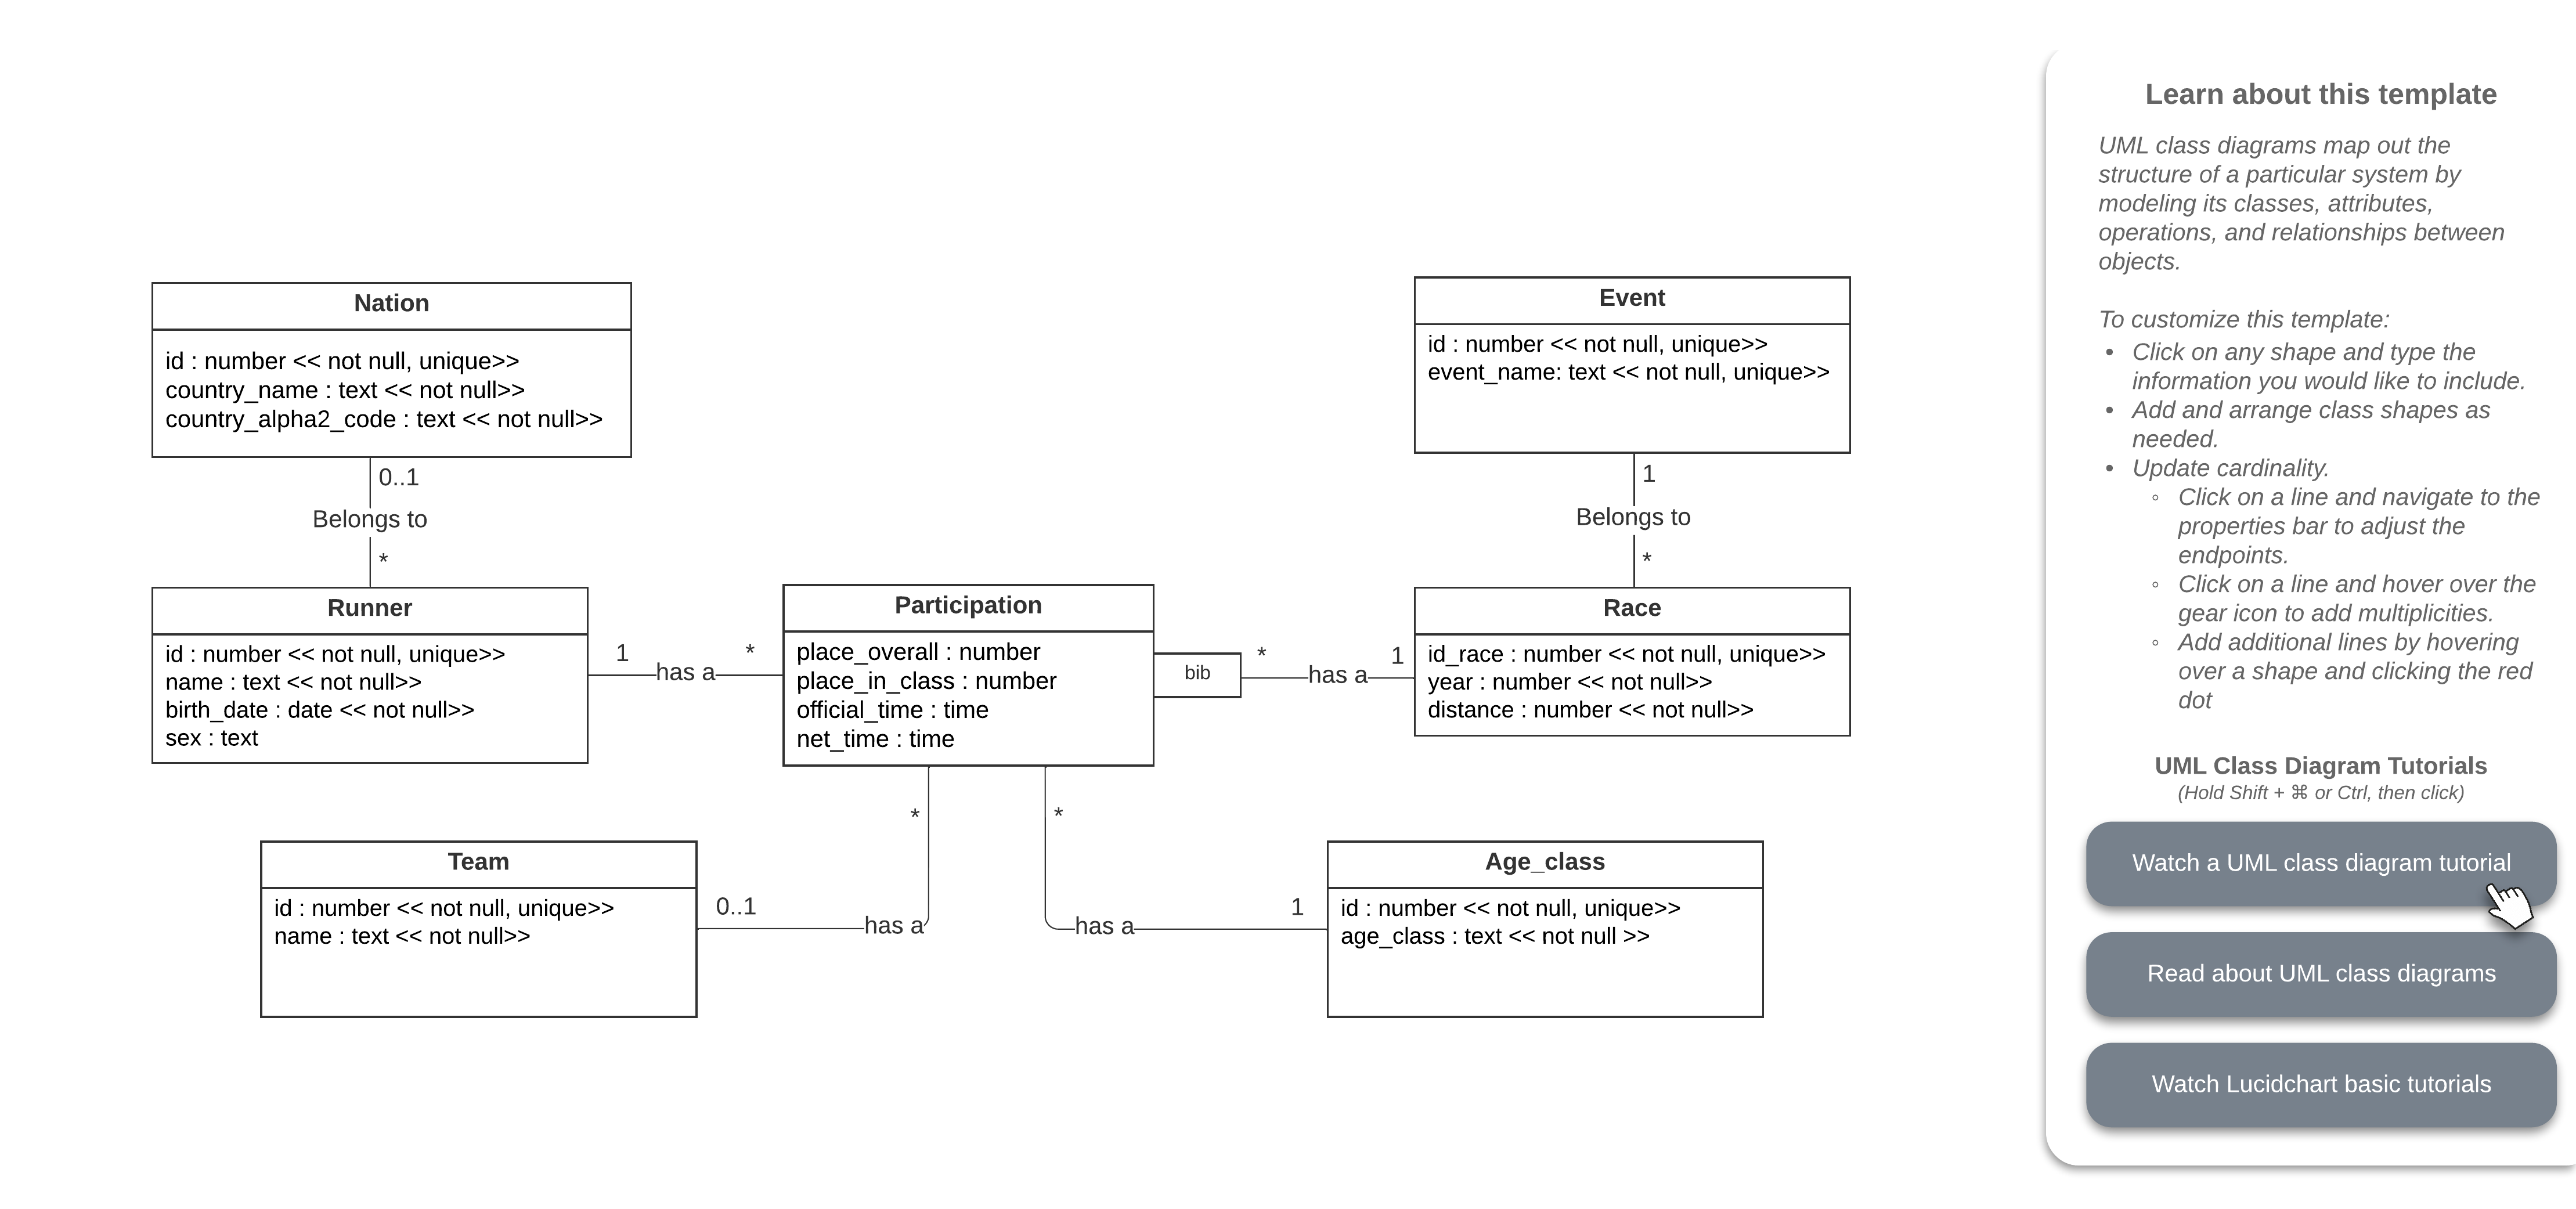 Nation
id : number << not null, unique>>
country_name : text << not null>>
country_alpha2_code : text << not null>>
0..1
Belongs to
*
Runner
id : number << not null, unique>>
name : text << not null>>
birth_date : date << not null>>
sex : text
1
has a
*
Participation
place_overall : number
place_in_class : number
official_time : time
net_time : time
bib
*
has a
1
Event
id : number << not null, unique>>
event_name: text << not null, unique>>
1
Belongs to
*
Race
id_race : number << not null, unique>>
year : number << not null>>
distance : number << not null>>
*
*
Team
id : number << not null, unique>>
name : text << not null>>
0..1
has a
has a
1
Age_class
id : number << not null, unique>>
age_class : text << not null >>
Learn about this template
UML class diagrams map out the
structure of a particular system by
modeling its classes, attributes,
operations, and relationships between
objects.
To customize this template:
• Click on any shape and type the
information you would like to include.
• Add and arrange class shapes as
needed.
• Update cardinality.
◦ Click on a line and navigate to the
properties bar to adjust the
endpoints.
◦ Click on a line and hover over the
gear icon to add multiplicities.
◦ Add additional lines by hovering
over a shape and clicking the red
dot
UML Class Diagram Tutorials
(Hold Shift + ⌘ or Ctrl, then click)
Watch a UML class diagram tutorial
Read about UML class diagrams
Watch Lucidchart basic tutorials